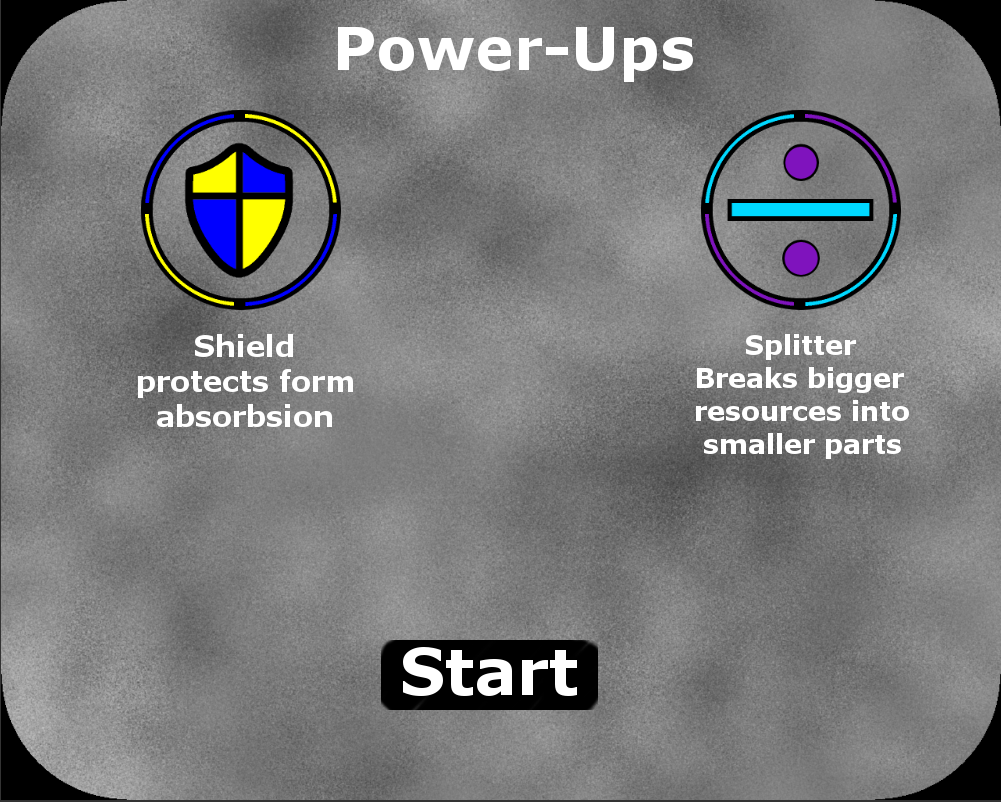 Power-Ups
Shield
protects form
absorbsion
Splitter
Breaks bigger
resources into
smaller parts
Start